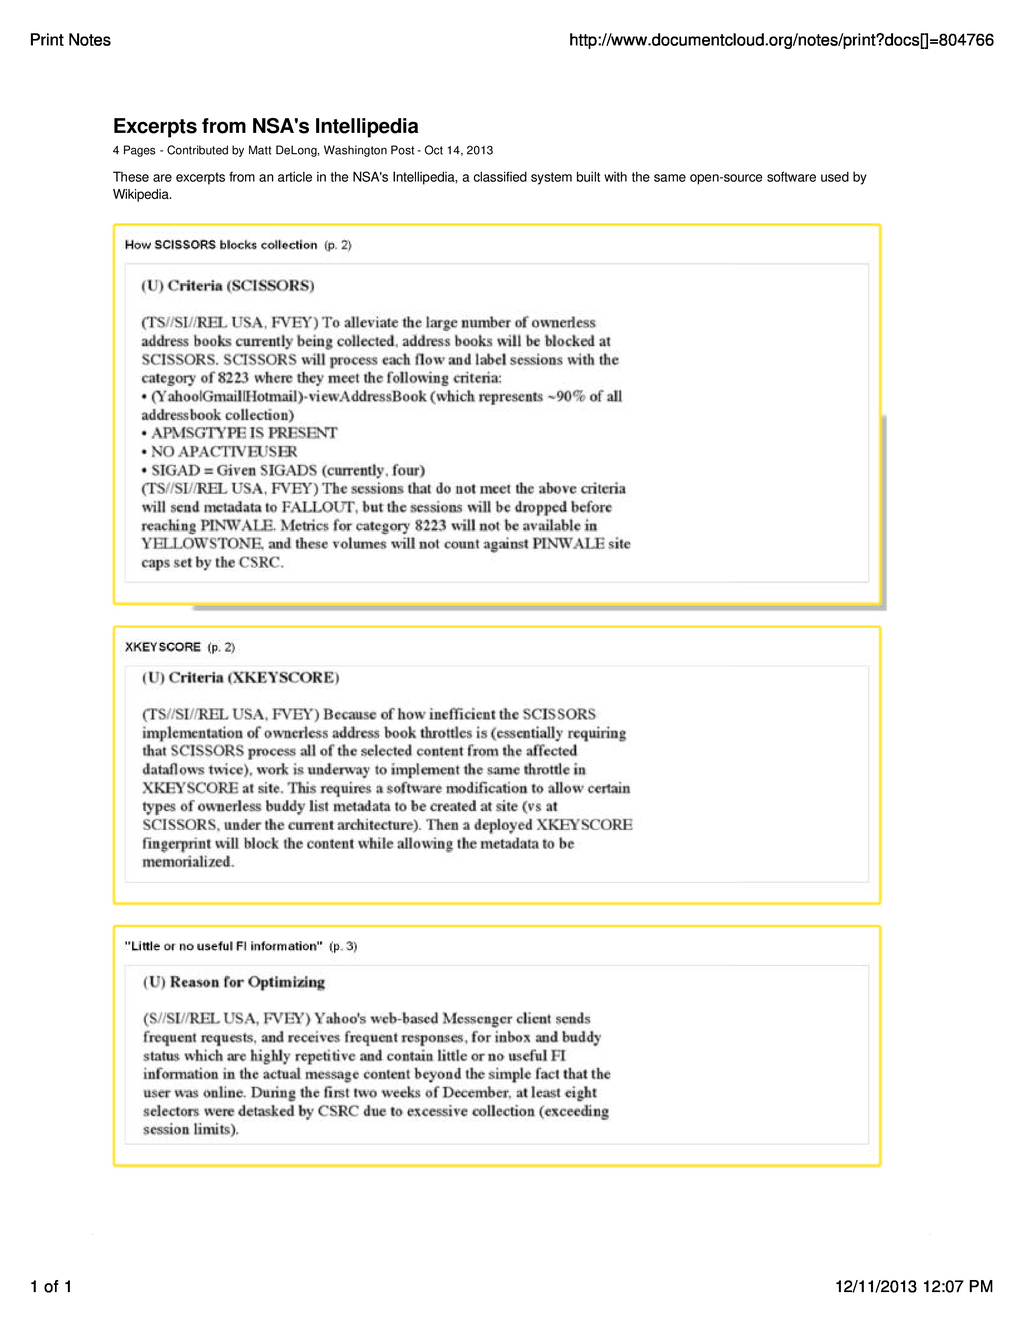 Print Notes
http://www.documentcloud.org/notes/print?docs[]=804766
Excerpts from NSA's Intellipedia
4 Pages - Contributed by Matt DeLong, Washington Post - Oct 14, 2013
These are excerpts from an article in the NSA's Intellipedia, a classified system built with the same open-source software used by
Wikipedia.
How SCISSORS blocks collection (p. 2)
(U) Criteria (SCISSORS)
(TS//SI//REL USA, FVEY) To alleviate the large number of ownerless
address books currently being collected, address books will be blocked at
SCISSORS. SCISSORS will process each flow and label sessions with the
category of 8223 where they meet the following criteria:
• (Yahoo|Gmail|Hotmail)-viewAddressBook (which represents ~90% of all
addressbook collection)
• APMSGTYPE IS PRESENT
• NO APACTIVEUSER
• SIGAD = Given SIGADS (currently, four)
(TS//SI//REL USA, FVEY) The sessions that do not meet the above criteria
will send metadata to FALLOUT, but the sessions will be dropped before
reaching PINWALE. Metrics for category 8223 will not be available in
YELLOWSTONE, and these volumes will not count against PINWALE site
caps set by the CSRC.
XKEYSCORE (p. 2)
(U) Criteria (XKEYSCORE)
(TS//SI//REL USA, FVEY) Because of how inefficient the SCISSORS
implementation of ownerless address book throttles is (essentially requiring
that SCISSORS process all of the selected content from the affected
dataflows twice), work is underway to implement the same throttle in
XKEYSCORE at site. This requires a software modification to allow certain
types of ownerless buddy list metadata to be created at site (vs at
SCISSORS, under the current architecture). Then a deployed XKEYSCORE
fingerprint will block the content while allowing the metadata to be
memorialized.
"Little or no useful FI information" (p. 3)
(U) Reason for Optimizing
(S//SI//REL USA, FVEY) Yahoo's web-based Messenger client sends
frequent requests, and receives frequent responses, for inbox and buddy
status which are highly repetitive and contain little or no useful FI
information in the actual message content beyond the simple fact that the
user was online. During the first two weeks of December, at least eight
selectors were detasked by CSRC due to excessive collection (exceeding
session limits).
1 of 1
12/11/2013 12:07 PM